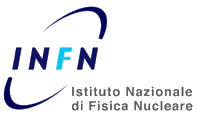 INFN
Istituto Nazionale
di Fisica Nucleare